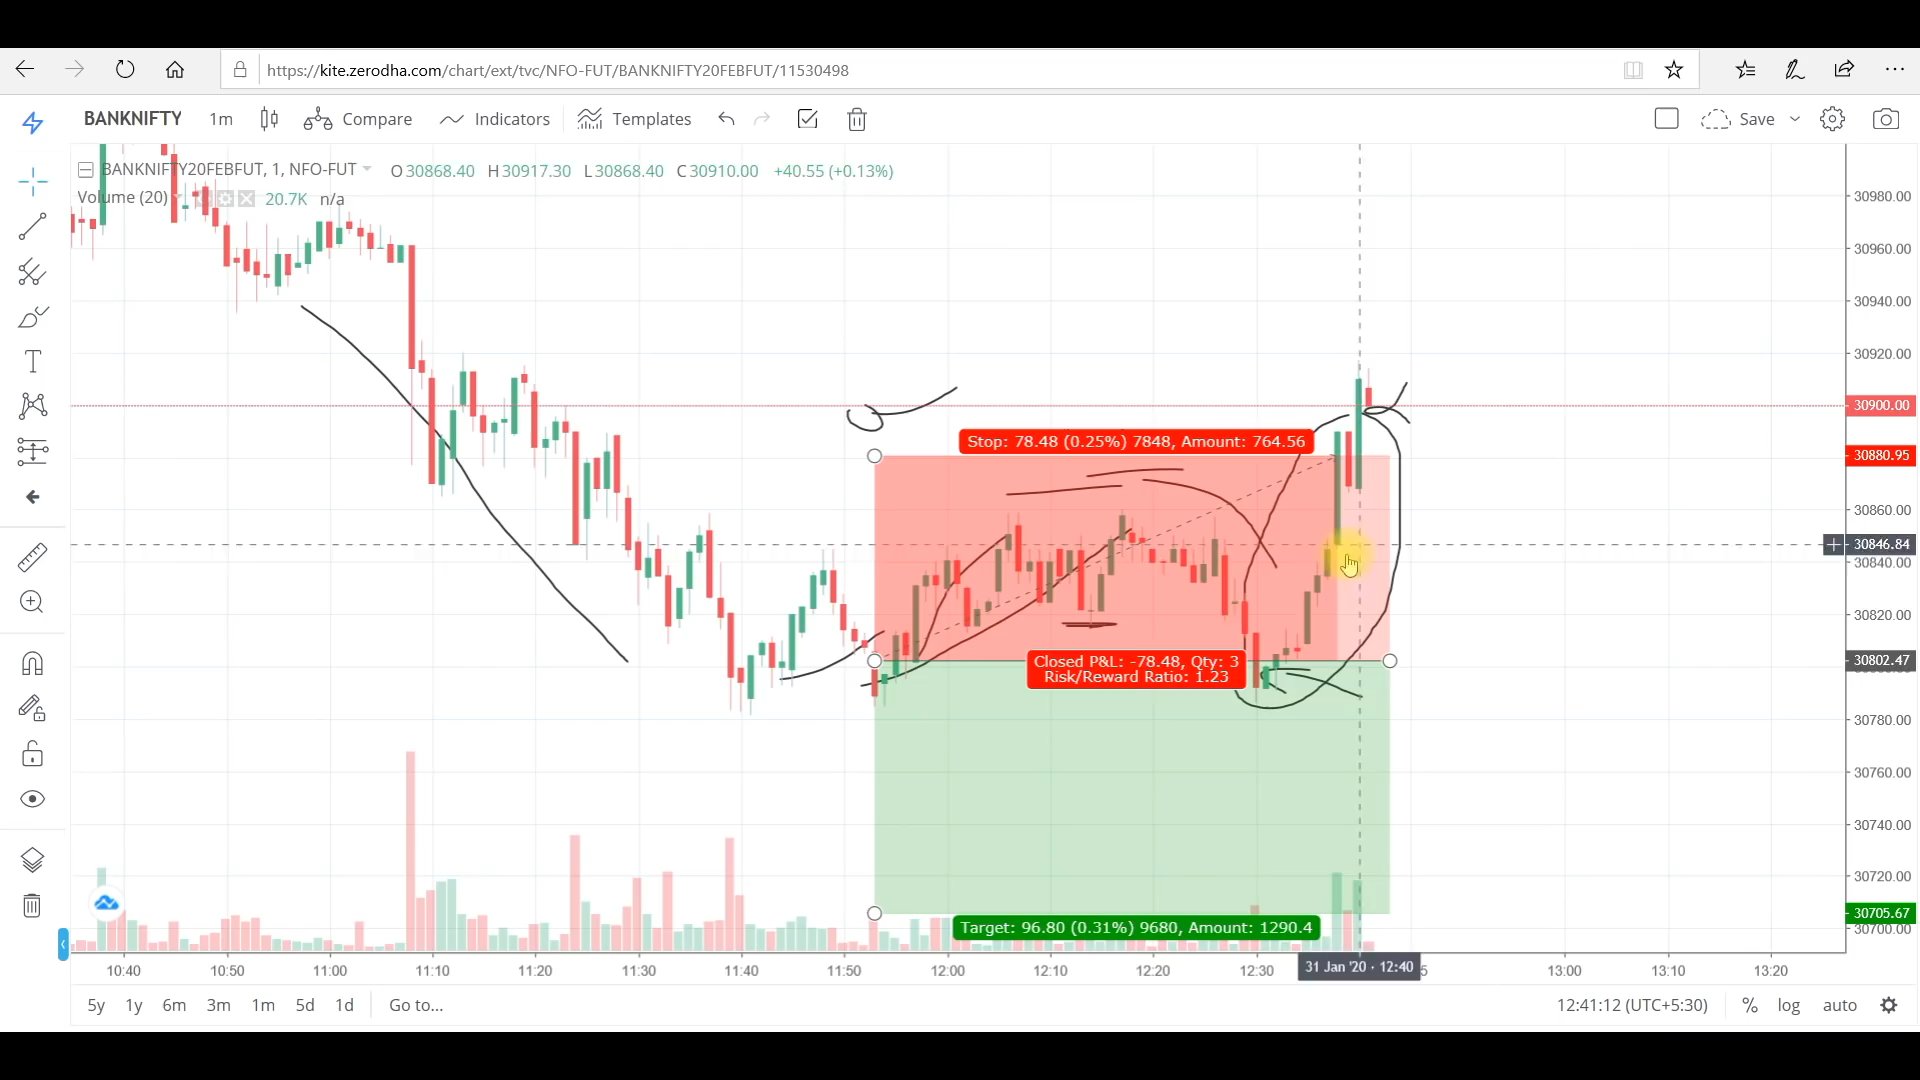 https://kite.zerodha.com/chart/ext/tvc/NFO-FUT/BANKNIFTY20FEBFUT/11530498
BANKNIFTY 1m Compare Indicators Templates Save
BANKNIFTY20FEBFUT, 1, NFO-FUT O30868.40 H30917.30 L30868.40 C30910.00 +40.55 (+0.13%)
Volume (20) 20.7K n/a
30980.00
30960.00
30940.00
30920.00
30900.00
Stop: 78.48 (0.25%) 7848, Amount: 764.56
30880.95
30860.00
30846.84
30840.00
30820.00
Closed P&L: -78.48, Qty: 3
Risk/Reward Ratio: 1.23
30802.47
30780.00
30760.00
30740.00
30720.00
30705.67
Target: 96.80 (0.31%) 9680, Amount: 1290.4
30700.00
10:40 10:50 11:00 11:10 11:20 11:30 11:40 11:50 12:00 12:10 12:20 12:30 31 Jan '20 · 12:40 13:00 13:10 13:20
5y 1y 6m 3m 1m 5d 1d Go to... 12:41:12 (UTC+5:30) % log auto